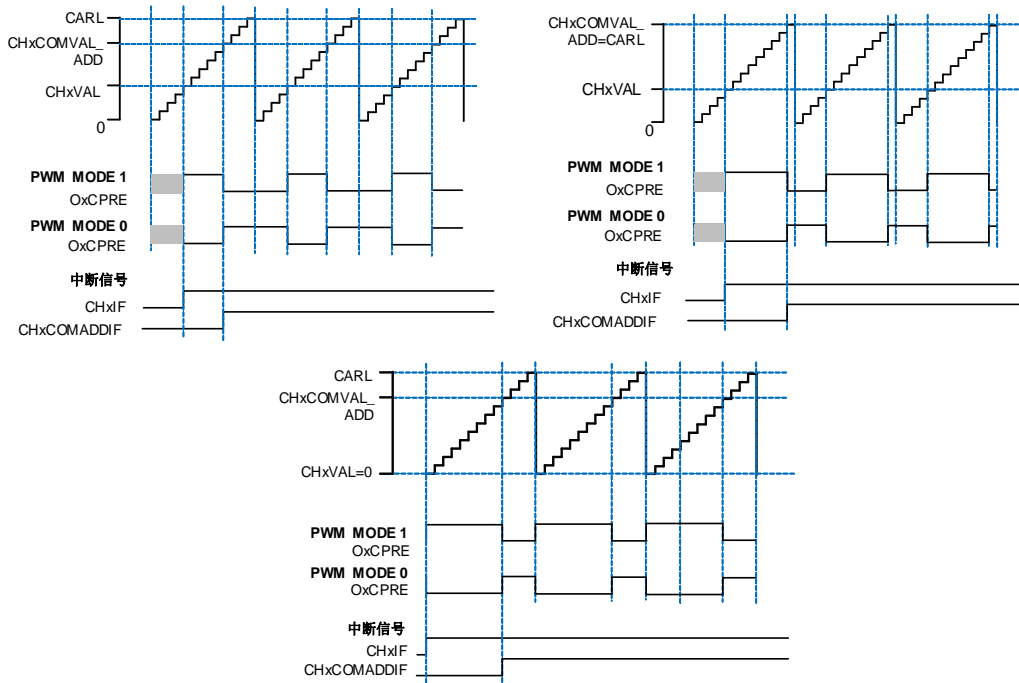 CARL
CHxCOMVAL_
ADD
CHxVAL
0
PWM MODE 1
OxCPRE
PWM MODE 0
OxCPRE
中断信号
CHxIF
CHxCOMADDIF
CHxCOMVAL_
ADD=CARL
CHxVAL
0
PWM MODE 1
OxCPRE
PWM MODE 0
OxCPRE
中断信号
CHxIF
CHxCOMADDIF
CARL
CHxCOMVAL_
ADD
CHxVAL=0
PWM MODE 1
OxCPRE
PWM MODE 0
OxCPRE
中断信号
CHxIF
CHxCOMADDIF